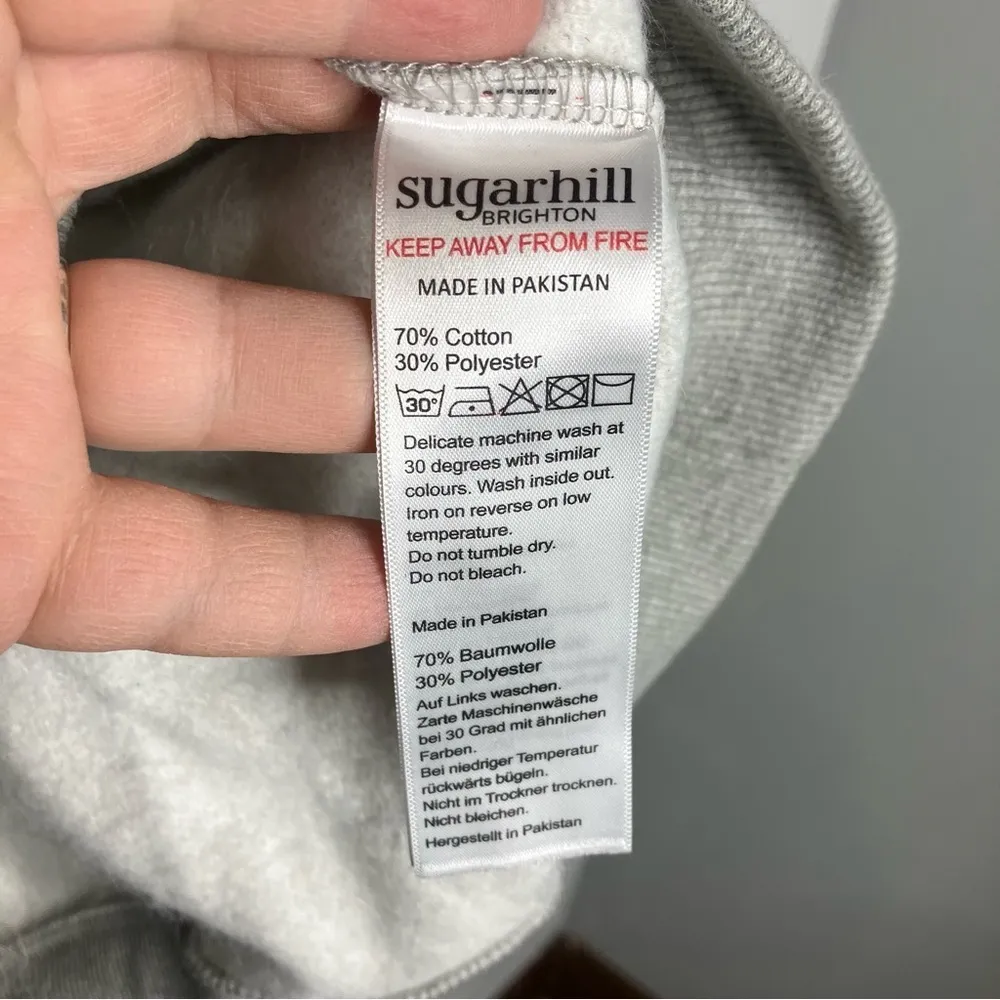 sugarhill
BRIGHTON
KEEP AWAY FROM FIRE
MADE IN PAKISTAN
70% Cotton
30% Polyester
30°
Delicate machine wash at
30 degrees with similar
colours. Wash inside out.
Iron on reverse on low
temperature.
Do not tumble dry.
Do not bleach.
Made in Pakistan
70% Baumwolle
30% Polyester
Auf Links waschen.
Zarte Maschinenwäsche
bei 30 Grad mit ähnlichen
Farben.
Bei niedriger Temperatur
rückwärts bügeln.
Nicht im Trockner trocknen.
Nicht bleichen.
Hergestellt in Pakistan